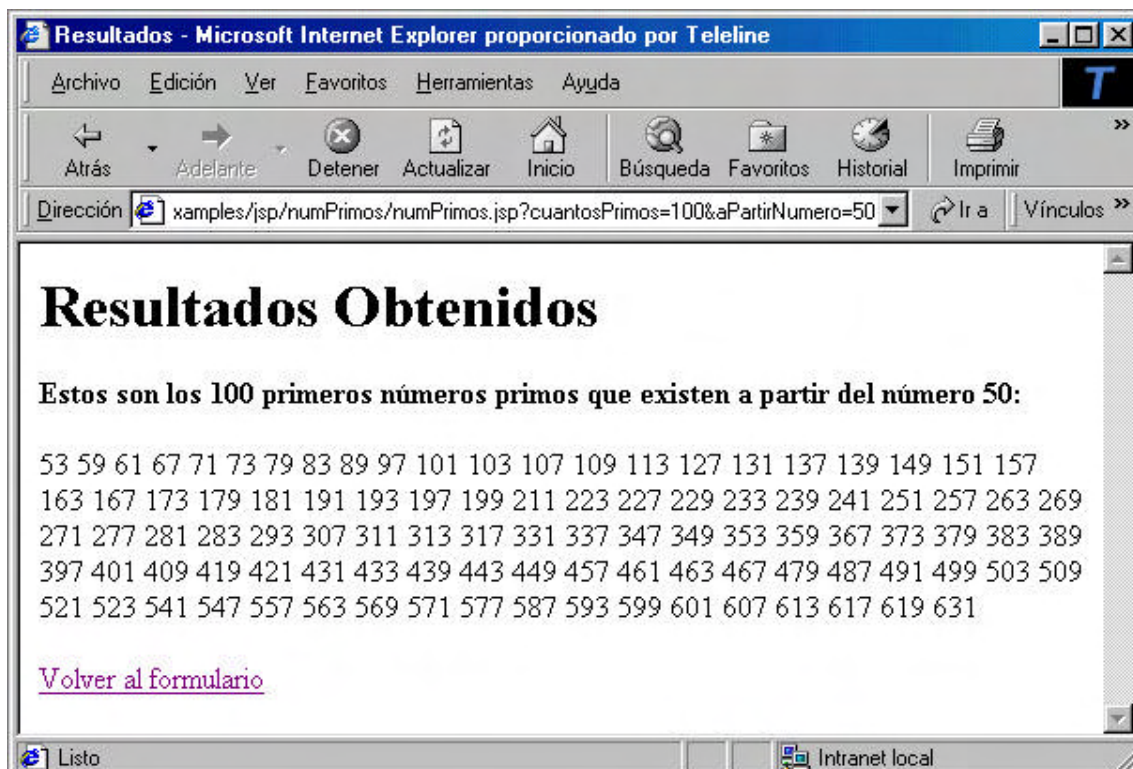 Resultados - Microsoft Internet Explorer proporcionado por Teleline
Archivo Edición Ver Favoritos Herramientas Ayuda
T
Atrás Adelante Detener Actualizar Inicio Búsqueda Favoritos Historial Imprimir »
Dirección xamples/jsp/numPrimos/numPrimos.jsp?cuantosPrimos=100&aPartirNumero=50 Ir a Vínculos »
Resultados Obtenidos
Estos son los 100 primeros números primos que existen a partir del número 50:
53 59 61 67 71 73 79 83 89 97 101 103 107 109 113 127 131 137 139 149 151 157
163 167 173 179 181 191 193 197 199 211 223 227 229 233 239 241 251 257 263 269
271 277 281 283 293 307 311 313 317 331 337 347 349 353 359 367 373 379 383 389
397 401 409 419 421 431 433 439 443 449 457 461 463 467 479 487 491 499 503 509
521 523 541 547 557 563 569 571 577 587 593 599 601 607 613 617 619 631
Volver al formulario
Listo Intranet local